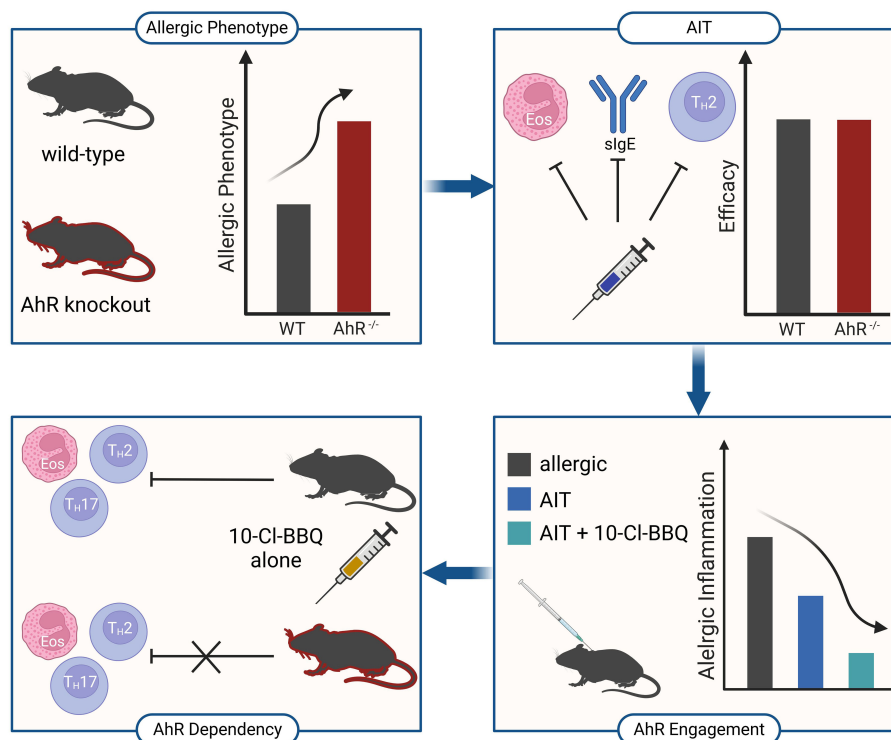 Allergic Phenotype
wild-type
AhR knockout
Allergic Phenotype
WT
AhR -/-
AIT
Eos
sIgE
TH2
Efficacy
WT
AhR -/-
allergic
AIT
AIT + 10-Cl-BBQ
Alelrgic Inflammation
AhR Engagement
Eos
TH2
TH17
10-Cl-BBQ
alone
Eos
TH2
TH17
AhR Dependency